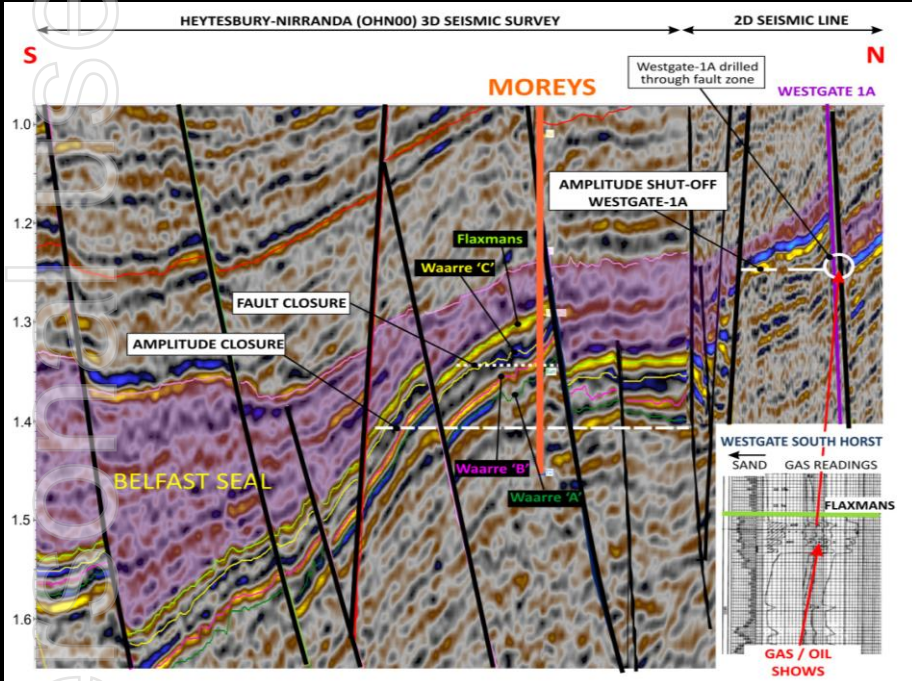 HEYTESBURY-NIRRANDA (OHN00) 3D SEISMIC SURVEY
2D SEISMIC LINE
S
N
Westgate-1A drilled
through fault zone
MOREYS
WESTGATE 1A
1.0
AMPLITUDE SHUT-OFF
WESTGATE-1A
1.2
Flaxmans
Waarre 'C'
FAULT CLOSURE
1.3
AMPLITUDE CLOSURE
1.4
WESTGATE SOUTH HORST
Waarre 'B'
SAND
GAS READINGS
BELFAST SEAL
Waarre 'A'
FLAXMANS
1.5
1.6
GAS / OIL
SHOWS